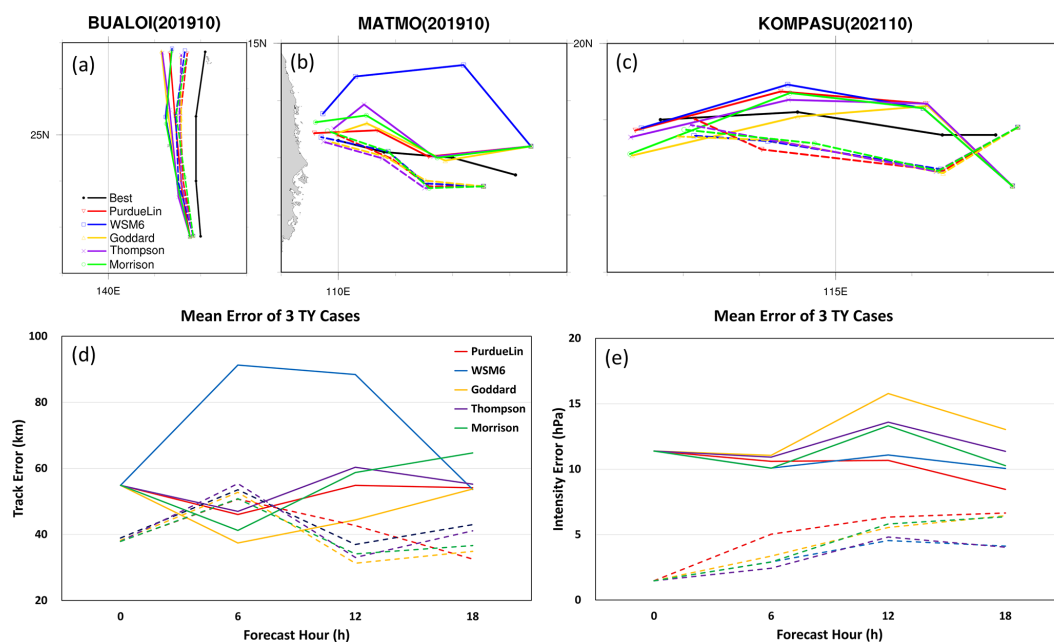 BUALOI(201910)
MATMO(201910)
KOMPASU(202110)
(a)
25N
140E
Best
PurdueLin
WSM6
Goddard
Thompson
Morrison
15N
(b)
110E
20N
(c)
115E
Mean Error of 3 TY Cases
(d)
Track Error (km)
100
80
60
40
20
0
6
12
18
Forecast Hour (h)
PurdueLin
WSM6
Goddard
Thompson
Morrison
Mean Error of 3 TY Cases
(e)
Intensity Error (hPa)
20
15
10
5
0
0
6
12
18
Forecast Hour (h)